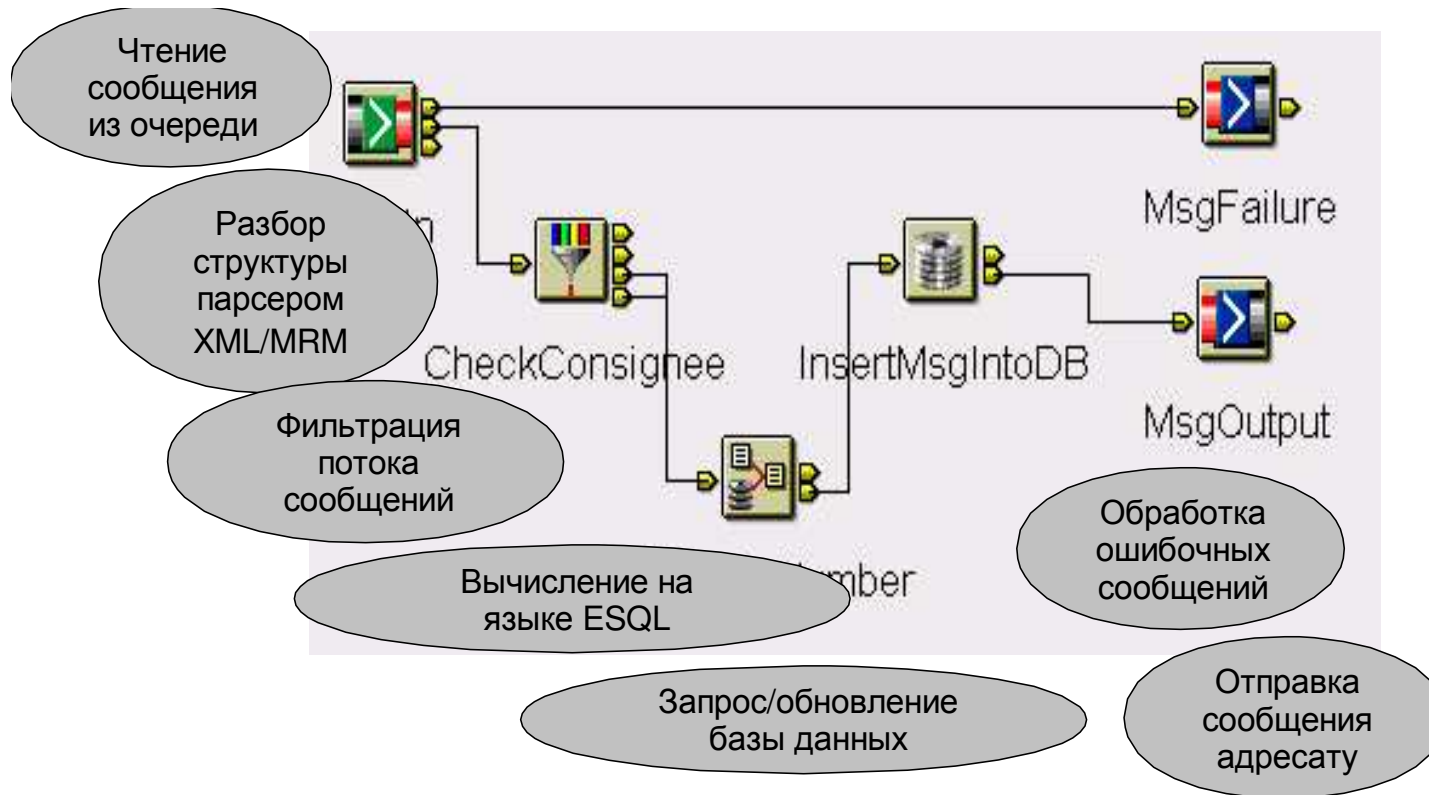 Чтение
сообщения
из очереди
Разбор
структуры
парсером
XML/MRM
Фильтрация
потока
сообщений
Вычисление на
языке ESQL
Запрос/обновление
базы данных
Обработка
ошибочных
сообщений
Отправка
сообщения
адресату
MsgFailure
CheckConsignee
InsertMsgIntoDB
MsgOutput